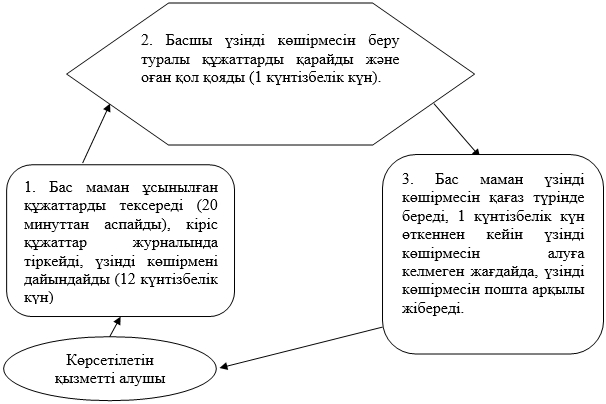 2. Басшы үзінді көшірмесін беру
туралы құжаттарды қарайды және
оған қол қояды (1 күнтізбелік күн).
1. Бас маман ұсынылған
құжаттарды тексереді (20
минуттан аспайды), кіріс
құжаттар журналында
тіркейді, үзінді көшірмені
дайындайды (12 күнтізбелік
күн)
3. Бас маман үзінді
көшірмесін қағаз түрінде
береді, 1 күнтізбелік күн
өткеннен кейін үзінді
көшірмесін алуға
келмеген жағдайда, үзінді
көшірмесін пошта арқылы
жібереді.
Көрсетілетін
қызметті алушы